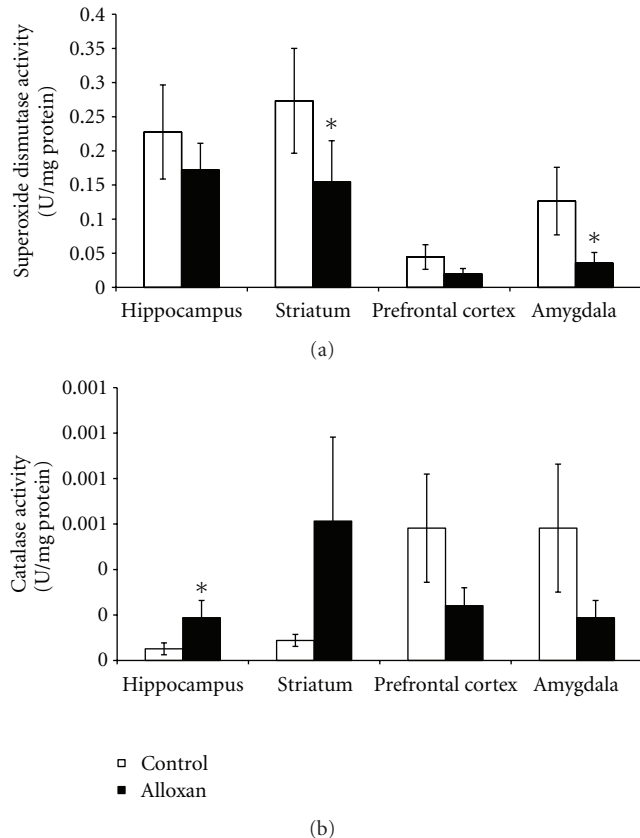 0.4
0.35
0.3
0.25
0.2
0.15
0.1
0.05
0
Superoxide dismutase activity
(U/mg protein)
*
*
Hippocampus Striatum Prefrontal cortex Amygdala
(a)
0.001
0.001
0.001
0.001
0
0
0
Catalase activity
(U/mg protein)
*
Hippocampus Striatum Prefrontal cortex Amygdala
Control
Alloxan
(b)